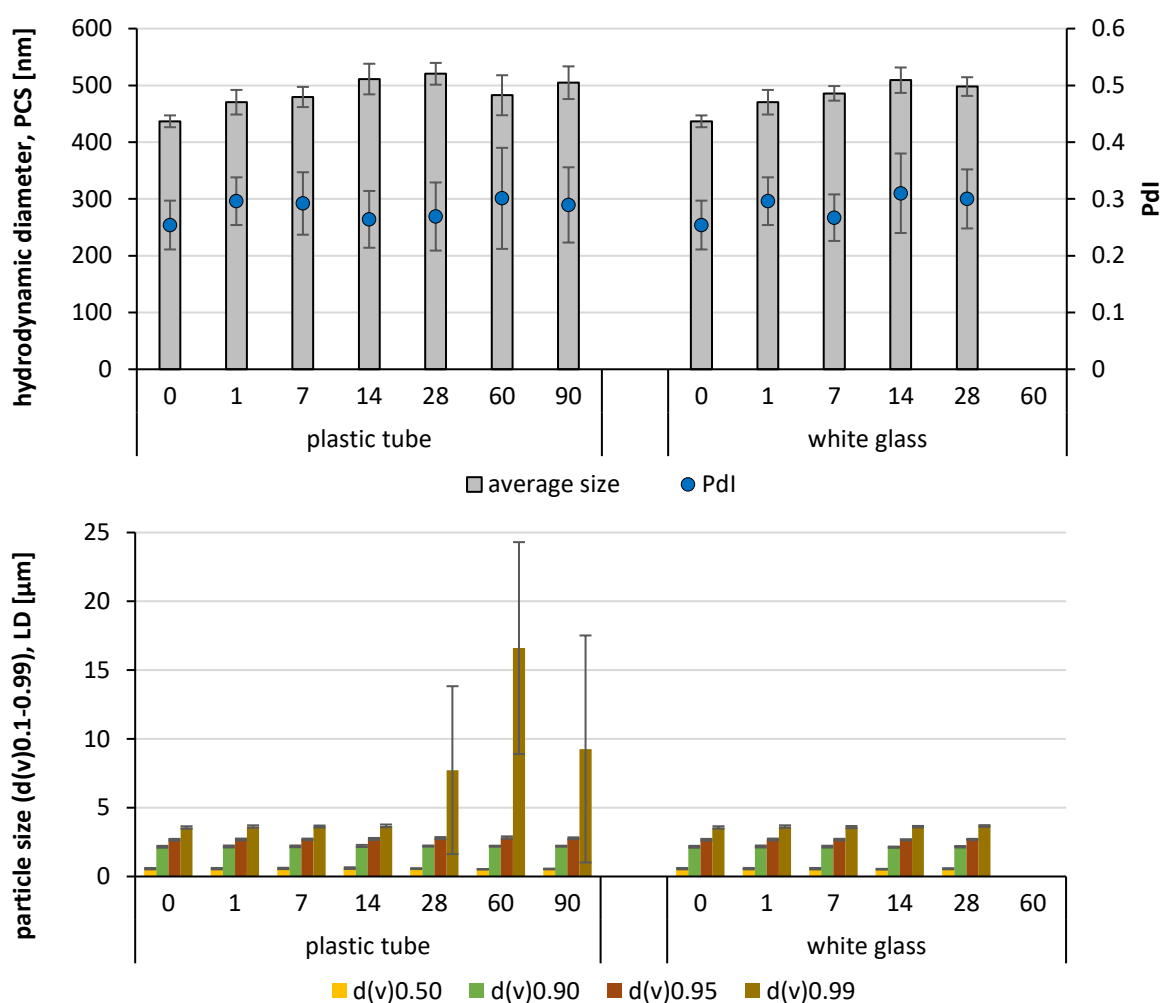 hydrodynamic diameter, PCS [nm]
600 0.6
500 0.5
400 0.4
300 0.3
200 0.2
100 0.1
0 0
PdI
0 1 7 14 28 60 90 0 1 7 14 28 60
plastic tube white glass
average size PdI
particle size (d(v)0.1-0.99), LD [µm]
25
20
15
10
5
0
0 1 7 14 28 60 90 0 1 7 14 28 60
plastic tube white glass
d(v)0.50 d(v)0.90 d(v)0.95 d(v)0.99